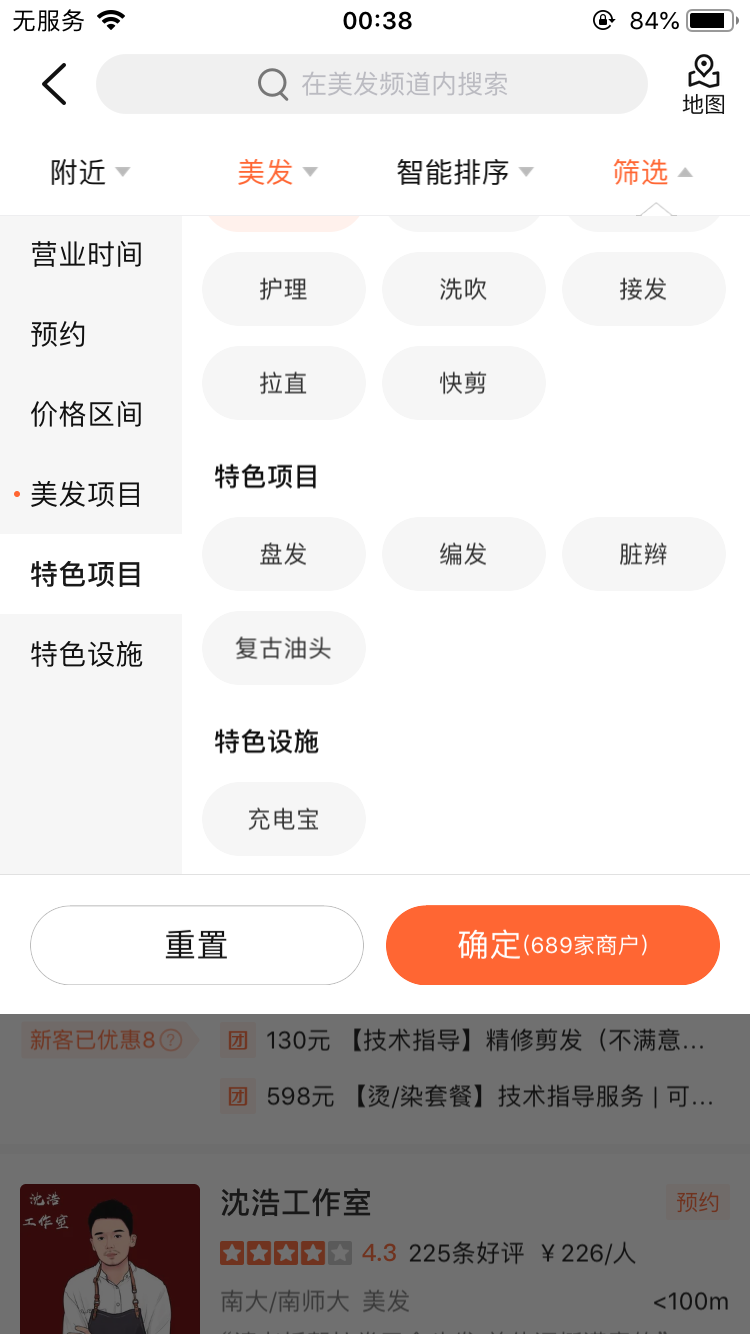 无服务 00:38 84%
在美发频道内搜索
地图
附近 美发 智能排序 筛选
营业时间
预约
价格区间
美发项目
特色项目
特色设施
护理 洗吹 接发
拉直 快剪
特色项目
盘发 编发 脏辫
复古油头
特色设施
充电宝
重置 确定(689家商户)
新客已优惠8? 团 130元 【技术指导】精修剪发（不满意...
团 598元 【烫/染套餐】技术指导服务 | 可...
沈浩
工作室
沈浩工作室 预约
4.3 225条好评 ￥226/人
南大/南师大 美发 <100m